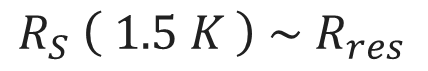 R_S ( 1.5 K ) ~ R_res